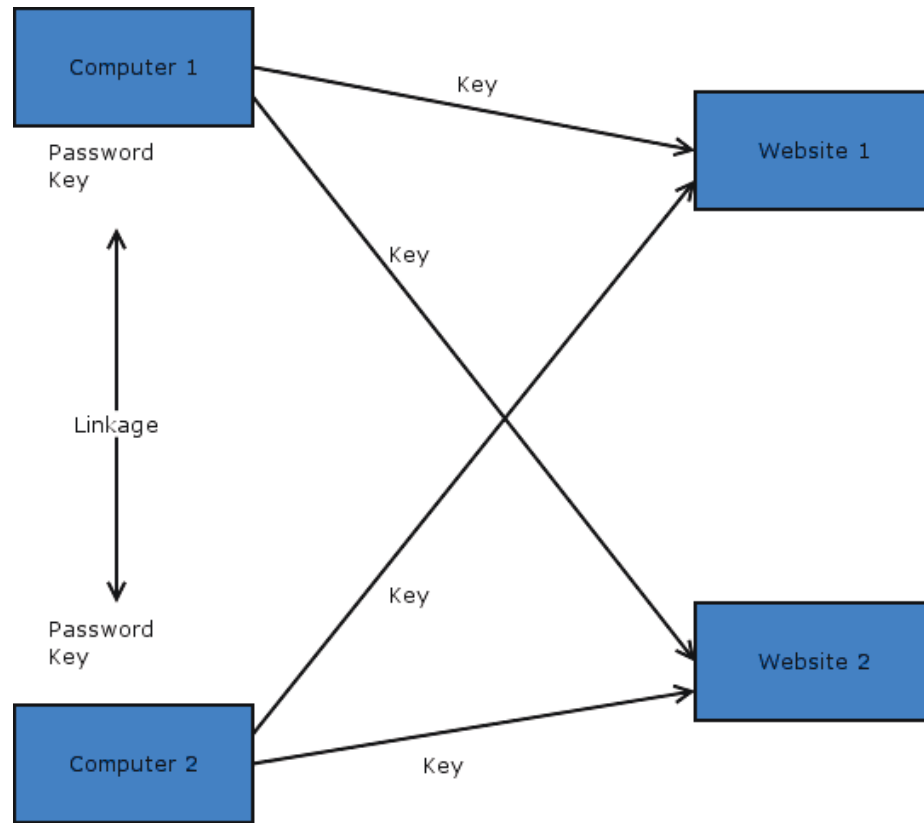 Computer 1
Key
Website 1
Password
Key
Key
Linkage
Key
Password
Key
Website 2
Computer 2
Key